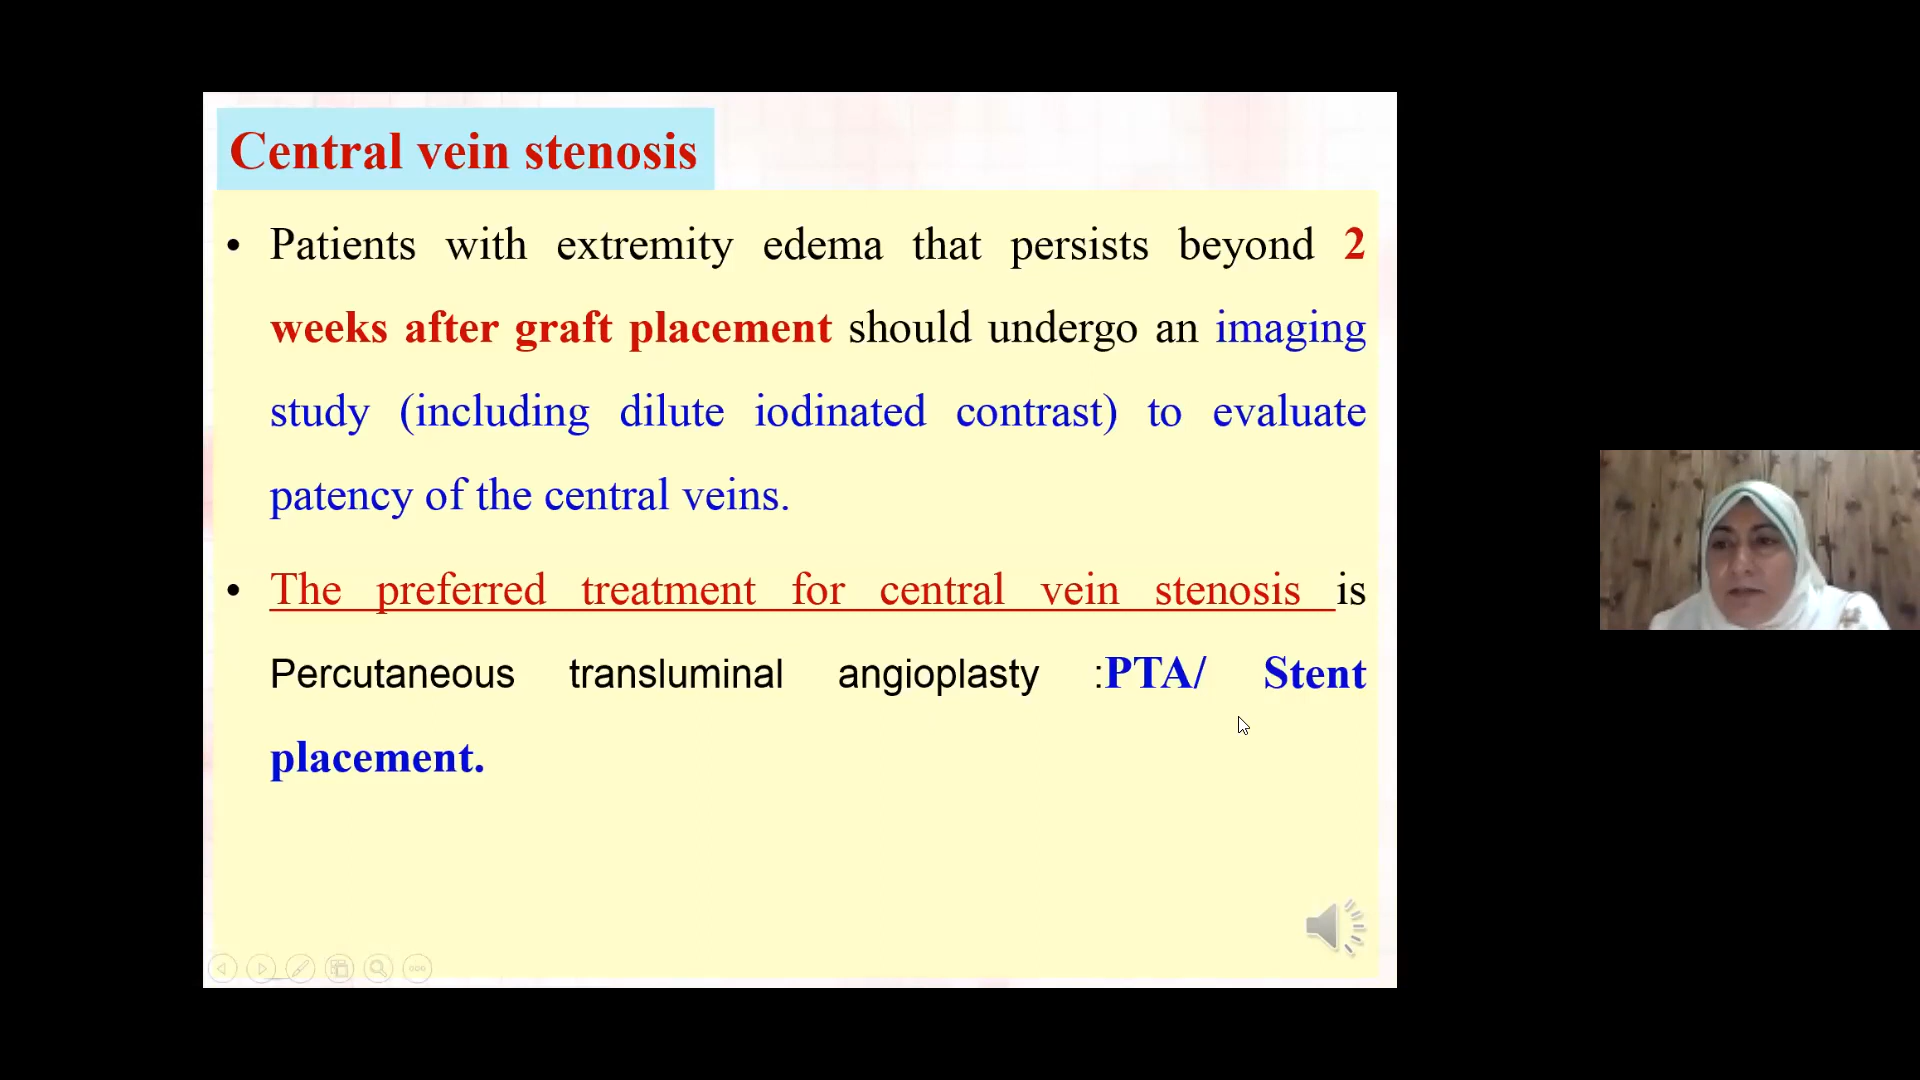 Central vein stenosis
• Patients with extremity edema that persists beyond 2
weeks after graft placement should undergo an imaging
study (including dilute iodinated contrast) to evaluate
patency of the central veins.
• The preferred treatment for central vein stenosis is
Percutaneous transluminal angioplasty :PTA/ Stent
placement.